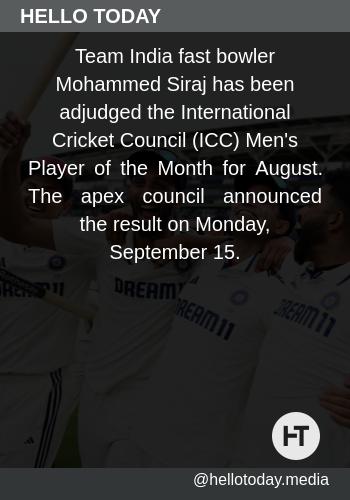 HELLO TODAY
Team India fast bowler
Mohammed Siraj has been
adjudged the International
Cricket Council (ICC) Men's
Player of the Month for August.
The apex council announced
the result on Monday,
September 15.
DREAM11
DREAM11
DREAM11
HT
@hellotoday.media